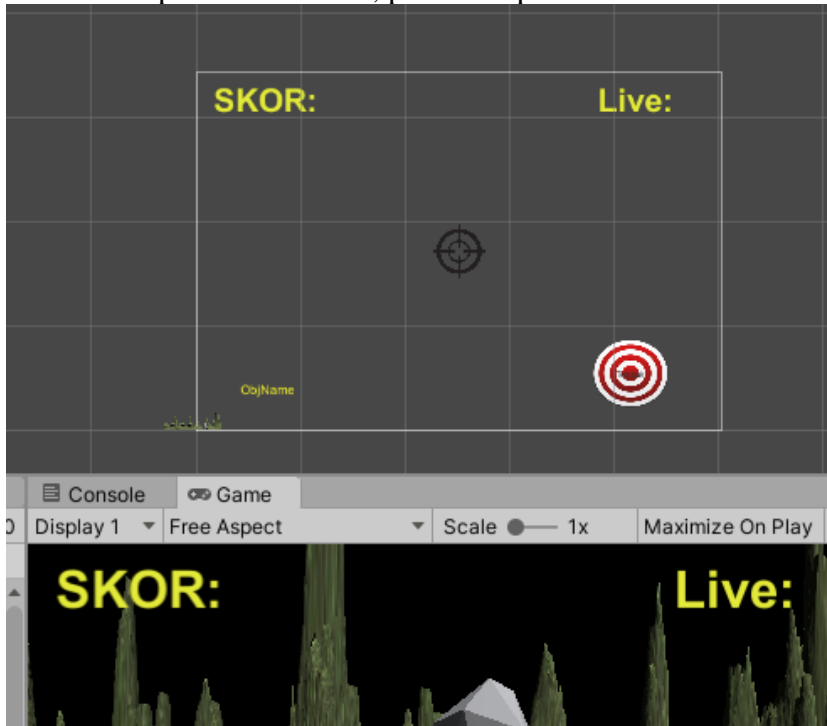 SKOR: Live:
ObjName
Console Game
Display 1 Free Aspect Scale 1x Maximize On Play
SKOR: Live: